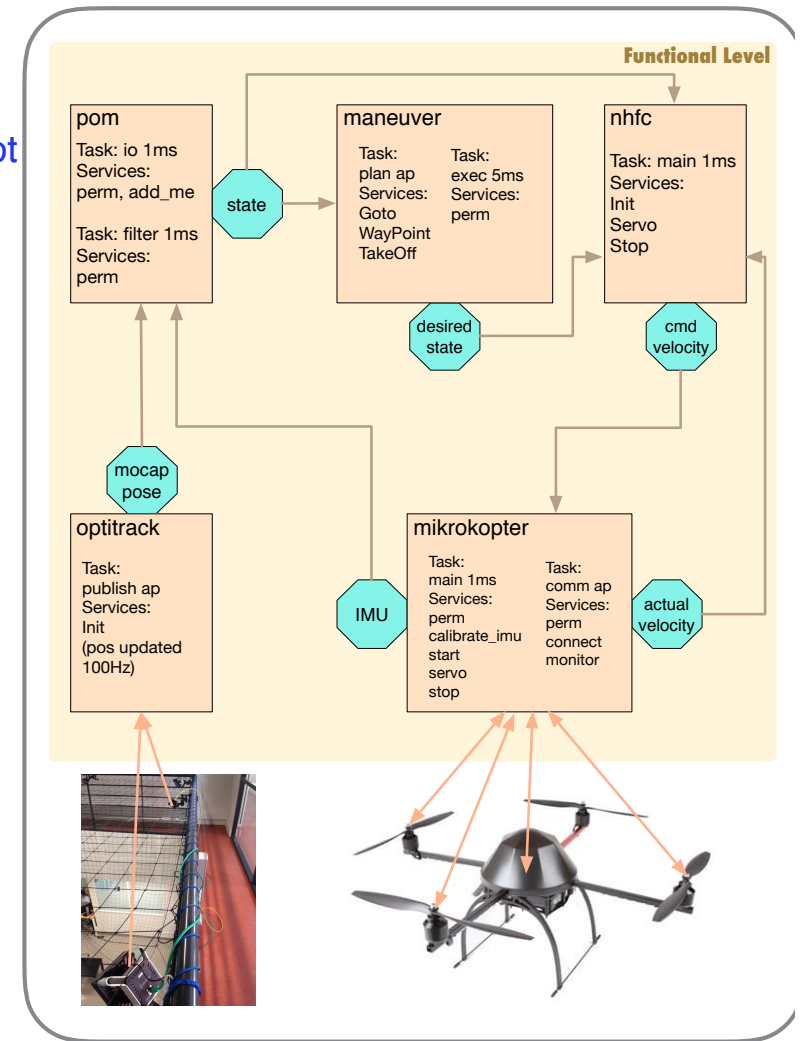 Functional Level
ot
pom
Task: io 1ms
Services:
perm, add_me
Task: filter 1ms
Services:
perm
state
maneuver
Task:
plan ap
Services:
Goto
WayPoint
TakeOff
Task:
exec 5ms
Services:
perm
nhfc
Task: main 1ms
Services:
Init
Servo
Stop
desired
state
cmd
velocity
mocap
pose
optitrack
Task:
publish ap
Services:
Init
(pos updated
100Hz)
IMU
mikrokopter
Task:
main 1ms
Services:
perm
calibrate_imu
start
servo
stop
Task:
comm ap
Services:
perm
connect
monitor
actual
velocity